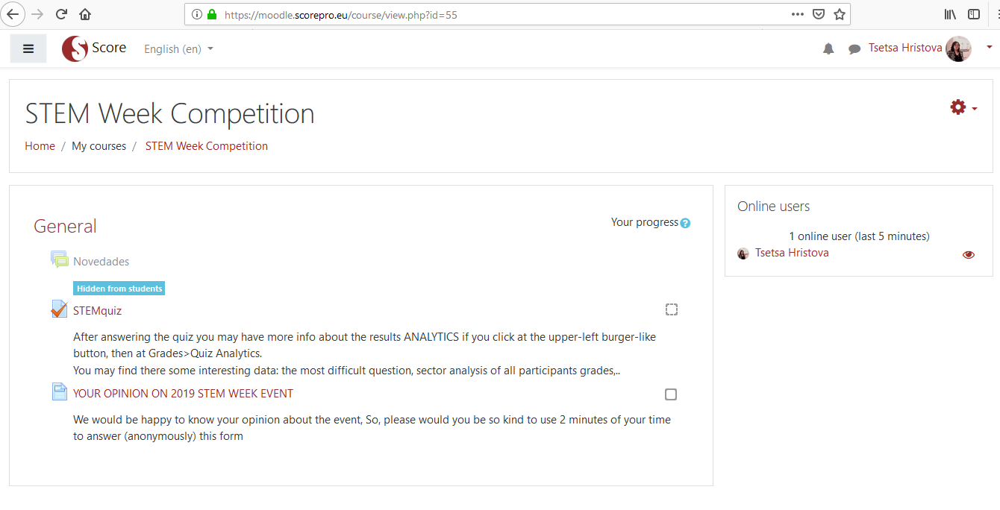 https://moodle.scorepro.eu/course/view.php?id=55
Score English (en) Tsetsa Hristova
STEM Week Competition
Home / My courses / STEM Week Competition
General
Your progress
Novedades
Hidden from students
STEMquiz
After answering the quiz you may have more info about the results ANALYTICS if you click at the upper-left burger-like
button, then at Grades>Quiz Analytics.
You may find there some interesting data: the most difficult question, sector analysis of all participants grades,..
YOUR OPINION ON 2019 STEM WEEK EVENT
We would be happy to know your opinion about the event, So, please would you be so kind to use 2 minutes of your time
to answer (anonymously) this form
Online users
1 online user (last 5 minutes)
Tsetsa Hristova